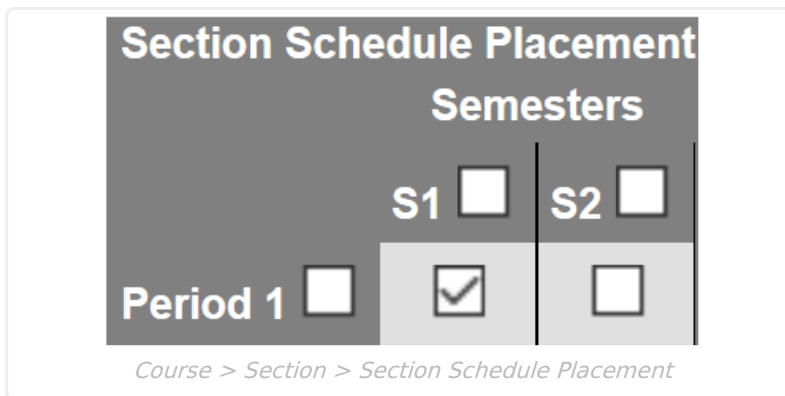 Section Schedule Placement
Semesters
S1 S2
Period 1
Course > Section > Section Schedule Placement